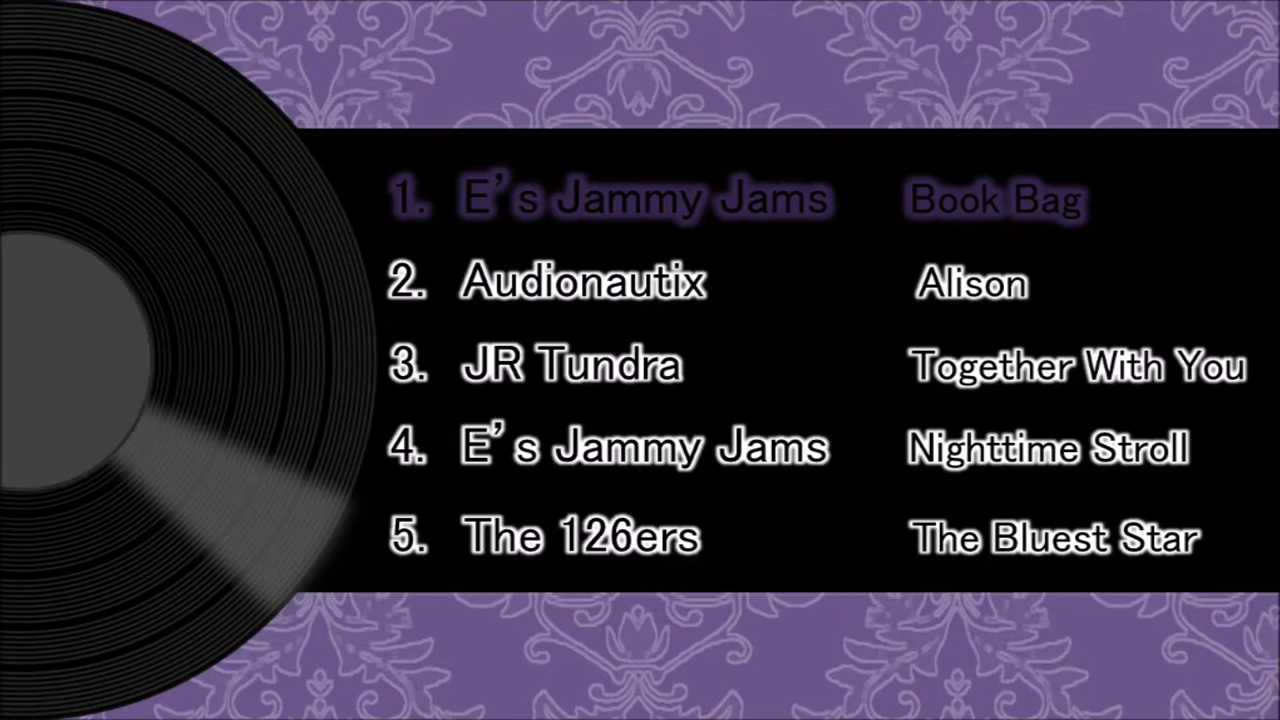 1. E's Jammy Jams Book Bag
2. Audionautix Alison
3. JR Tundra Together With You
4. E's Jammy Jams Nighttime Stroll
5. The 126ers The Bluest Star